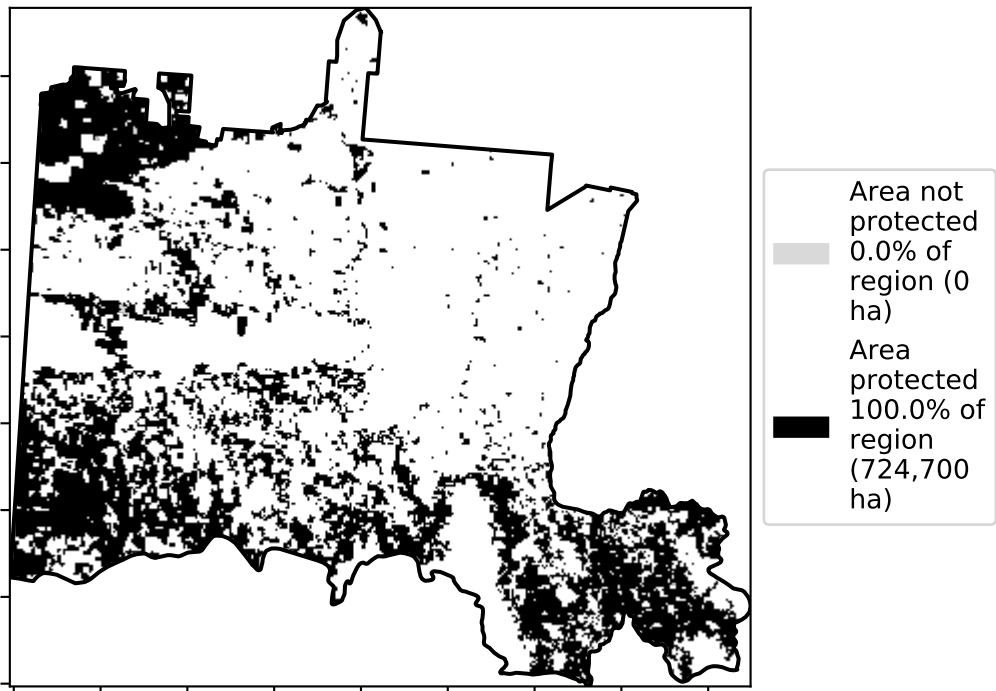 Area not
protected
0.0% of
region (0
ha)
Area
protected
100.0% of
region
(724,700
ha)